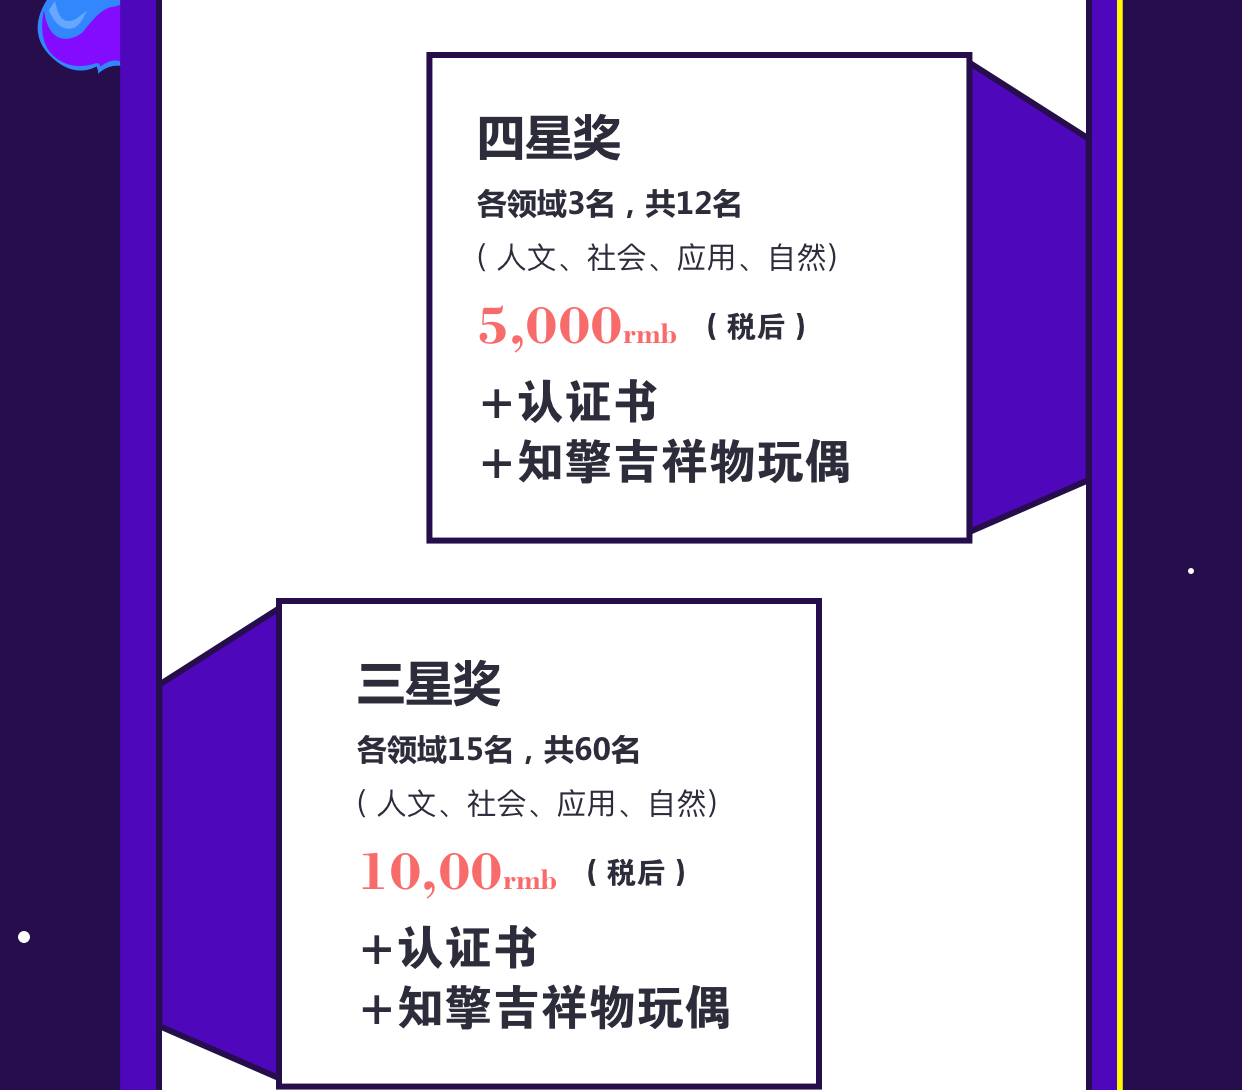 四星奖
各领域3名，共12名
（人文、社会、应用、自然）
5,000rmb （税后）
+认证书
+知擎吉祥物玩偶
三星奖
各领域15名，共60名
（人文、社会、应用、自然）
10,00rmb （税后）
+认证书
+知擎吉祥物玩偶